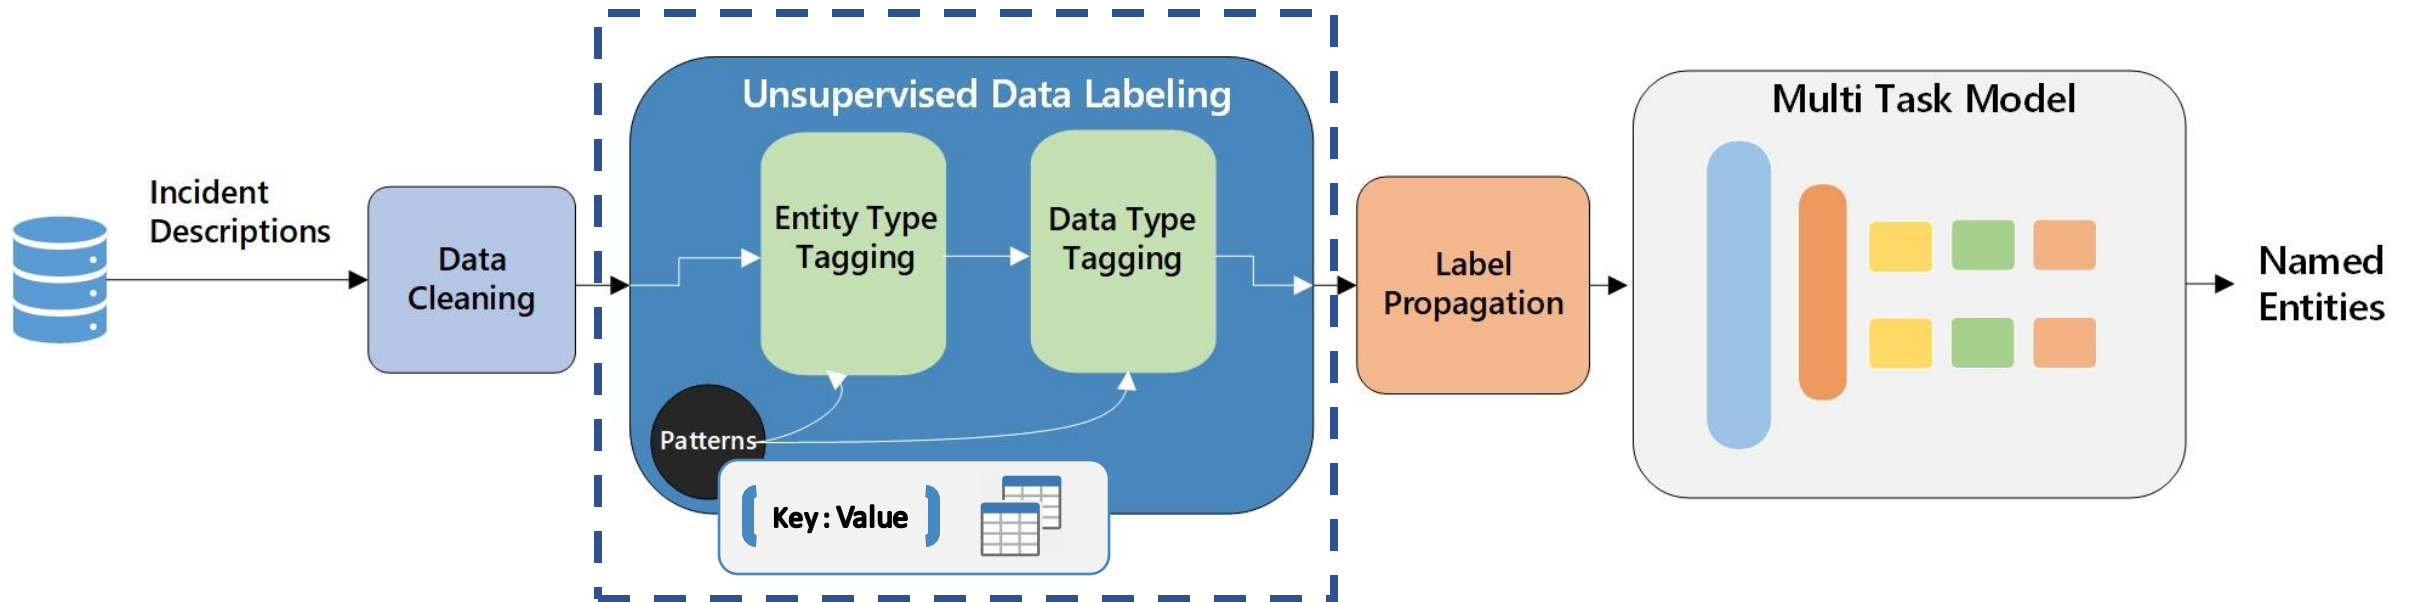 Incident
Descriptions
Data
Cleaning
Unsupervised Data Labeling
Entity Type
Tagging
Data Type
Tagging
Patterns
Key : Value
Label
Propagation
Multi Task Model
Named
Entities